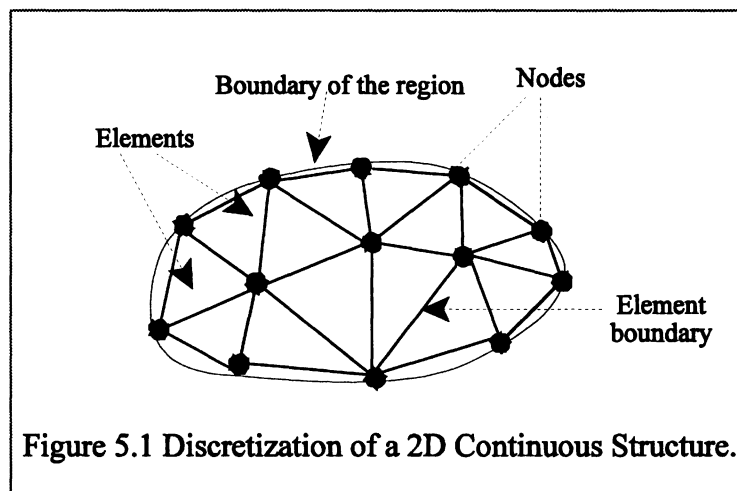 Boundary of the region
Nodes
Elements
Element
boundary
Figure 5.1 Discretization of a 2D Continuous Structure.